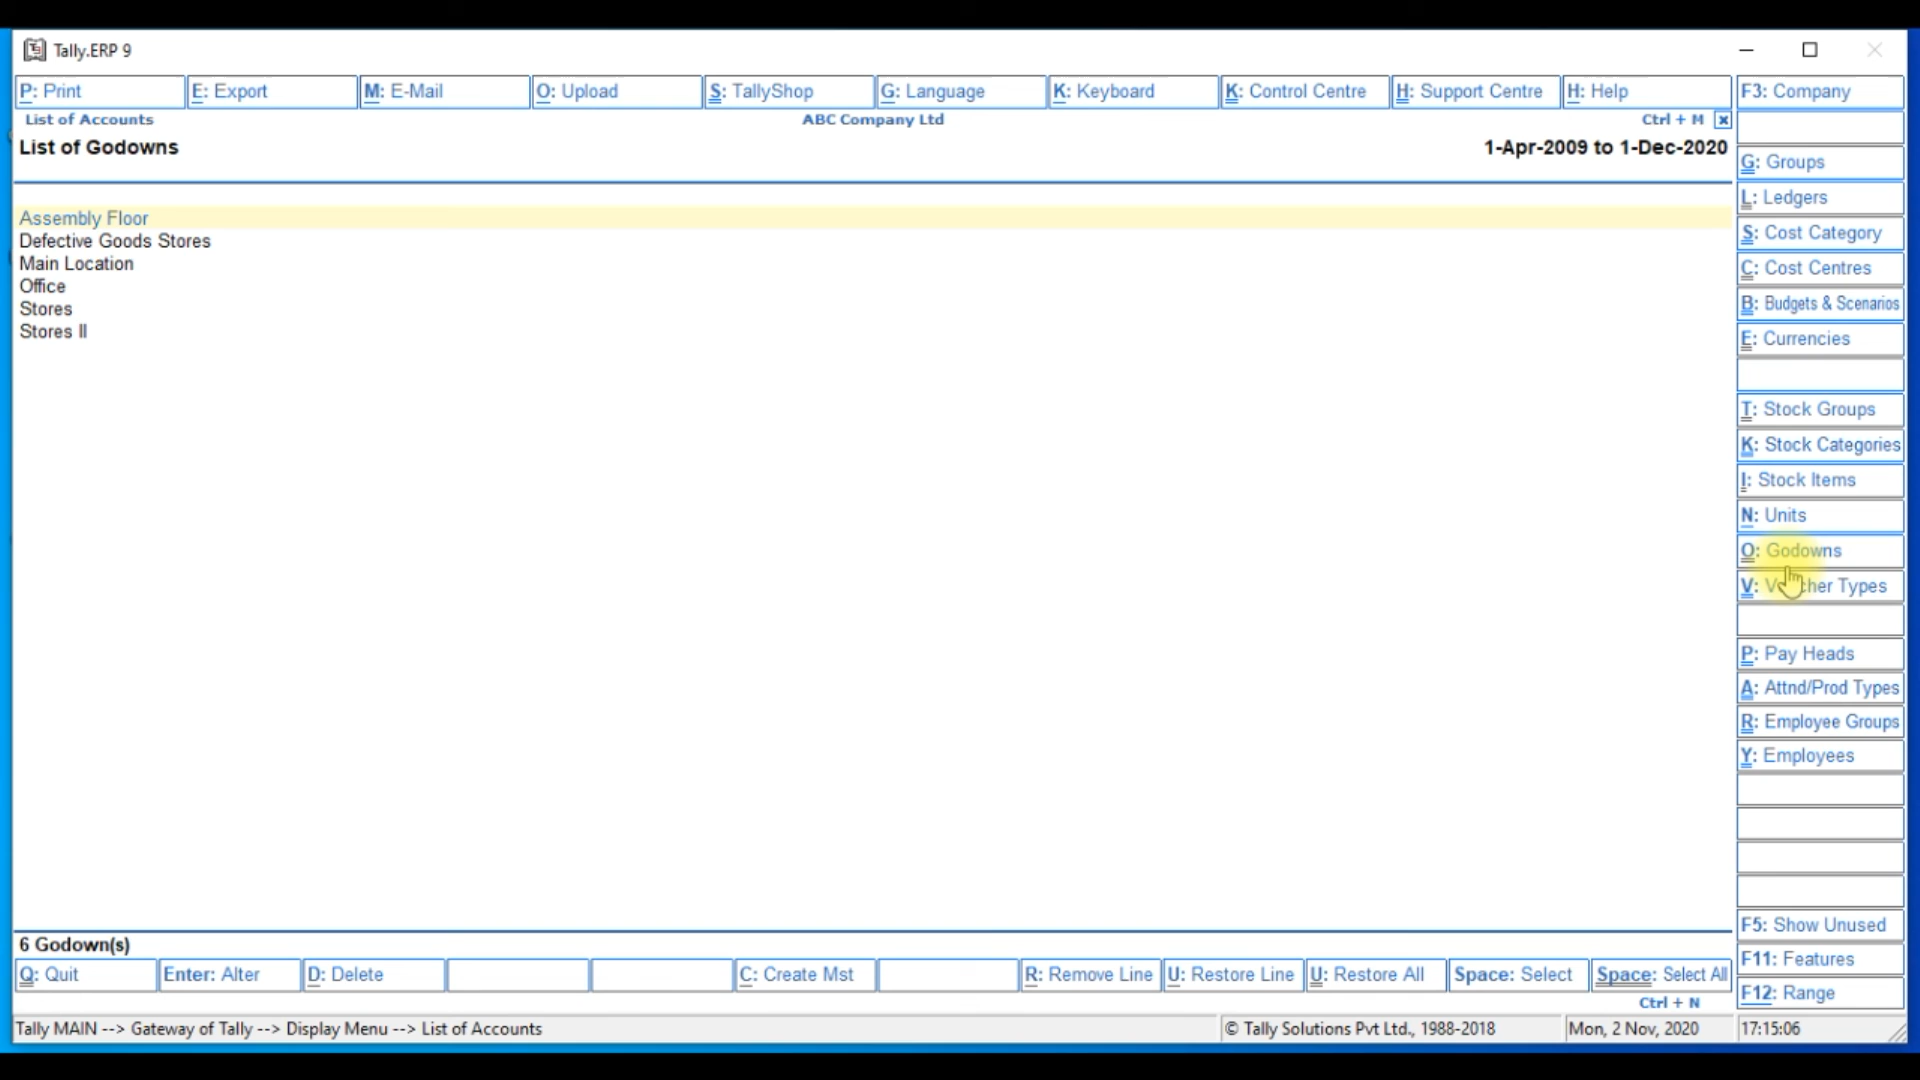 Tally.ERP 9
P: Print E: Export M: E-Mail O: Upload S: TallyShop G: Language K: Keyboard K: Control Centre H: Support Centre H: Help F3: Company
List of Accounts ABC Company Ltd Ctrl + M
List of Godowns 1-Apr-2009 to 1-Dec-2020
Assembly Floor
Defective Goods Stores
Main Location
Office
Stores
Stores II
G: Groups
L: Ledgers
S: Cost Category
C: Cost Centres
B: Budgets & Scenarios
E: Currencies
T: Stock Groups
K: Stock Categories
I: Stock Items
N: Units
O: Godowns
V: Voucher Types
P: Pay Heads
A: Attnd/Prod Types
R: Employee Groups
Y: Employees
F5: Show Unused
F11: Features
F12: Range
6 Godown(s)
Q: Quit Enter: Alter D: Delete C: Create Mst R: Remove Line U: Restore Line U: Restore All Space: Select Space: Select All
Ctrl + N
Tally MAIN --> Gateway of Tally --> Display Menu --> List of Accounts © Tally Solutions Pvt Ltd., 1988-2018 Mon, 2 Nov, 2020 17:15:06